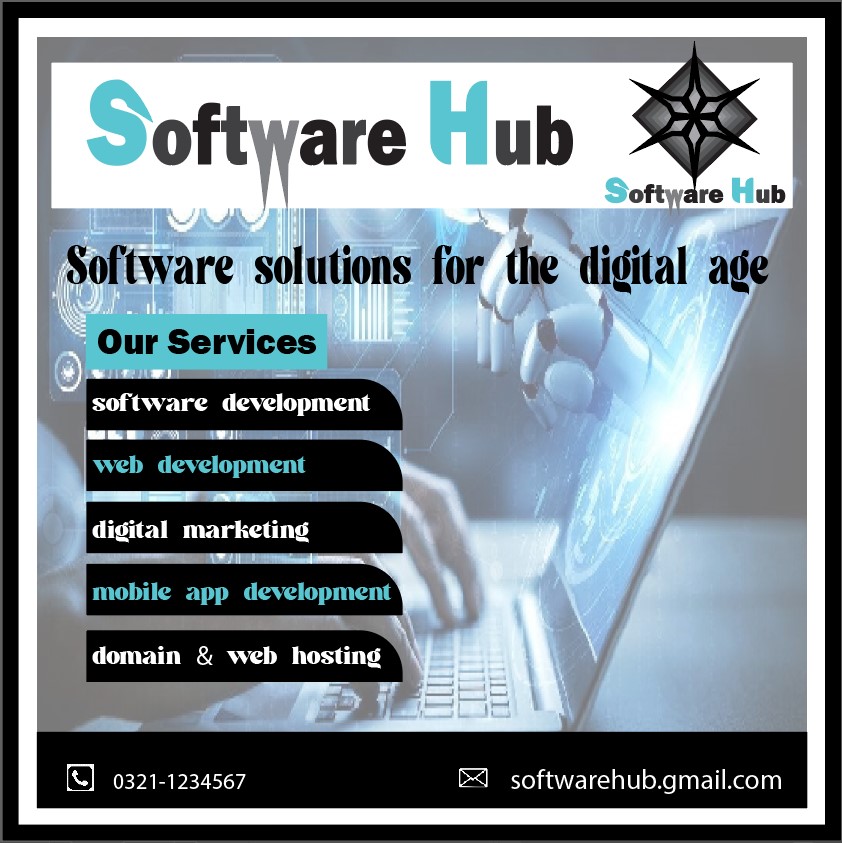 Software Hub
Software Hub
Software solutions for the digital age
Our Services
software development
web development
digital marketing
mobile app development
domain & web hosting
0321-1234567
softwarehub.gmail.com